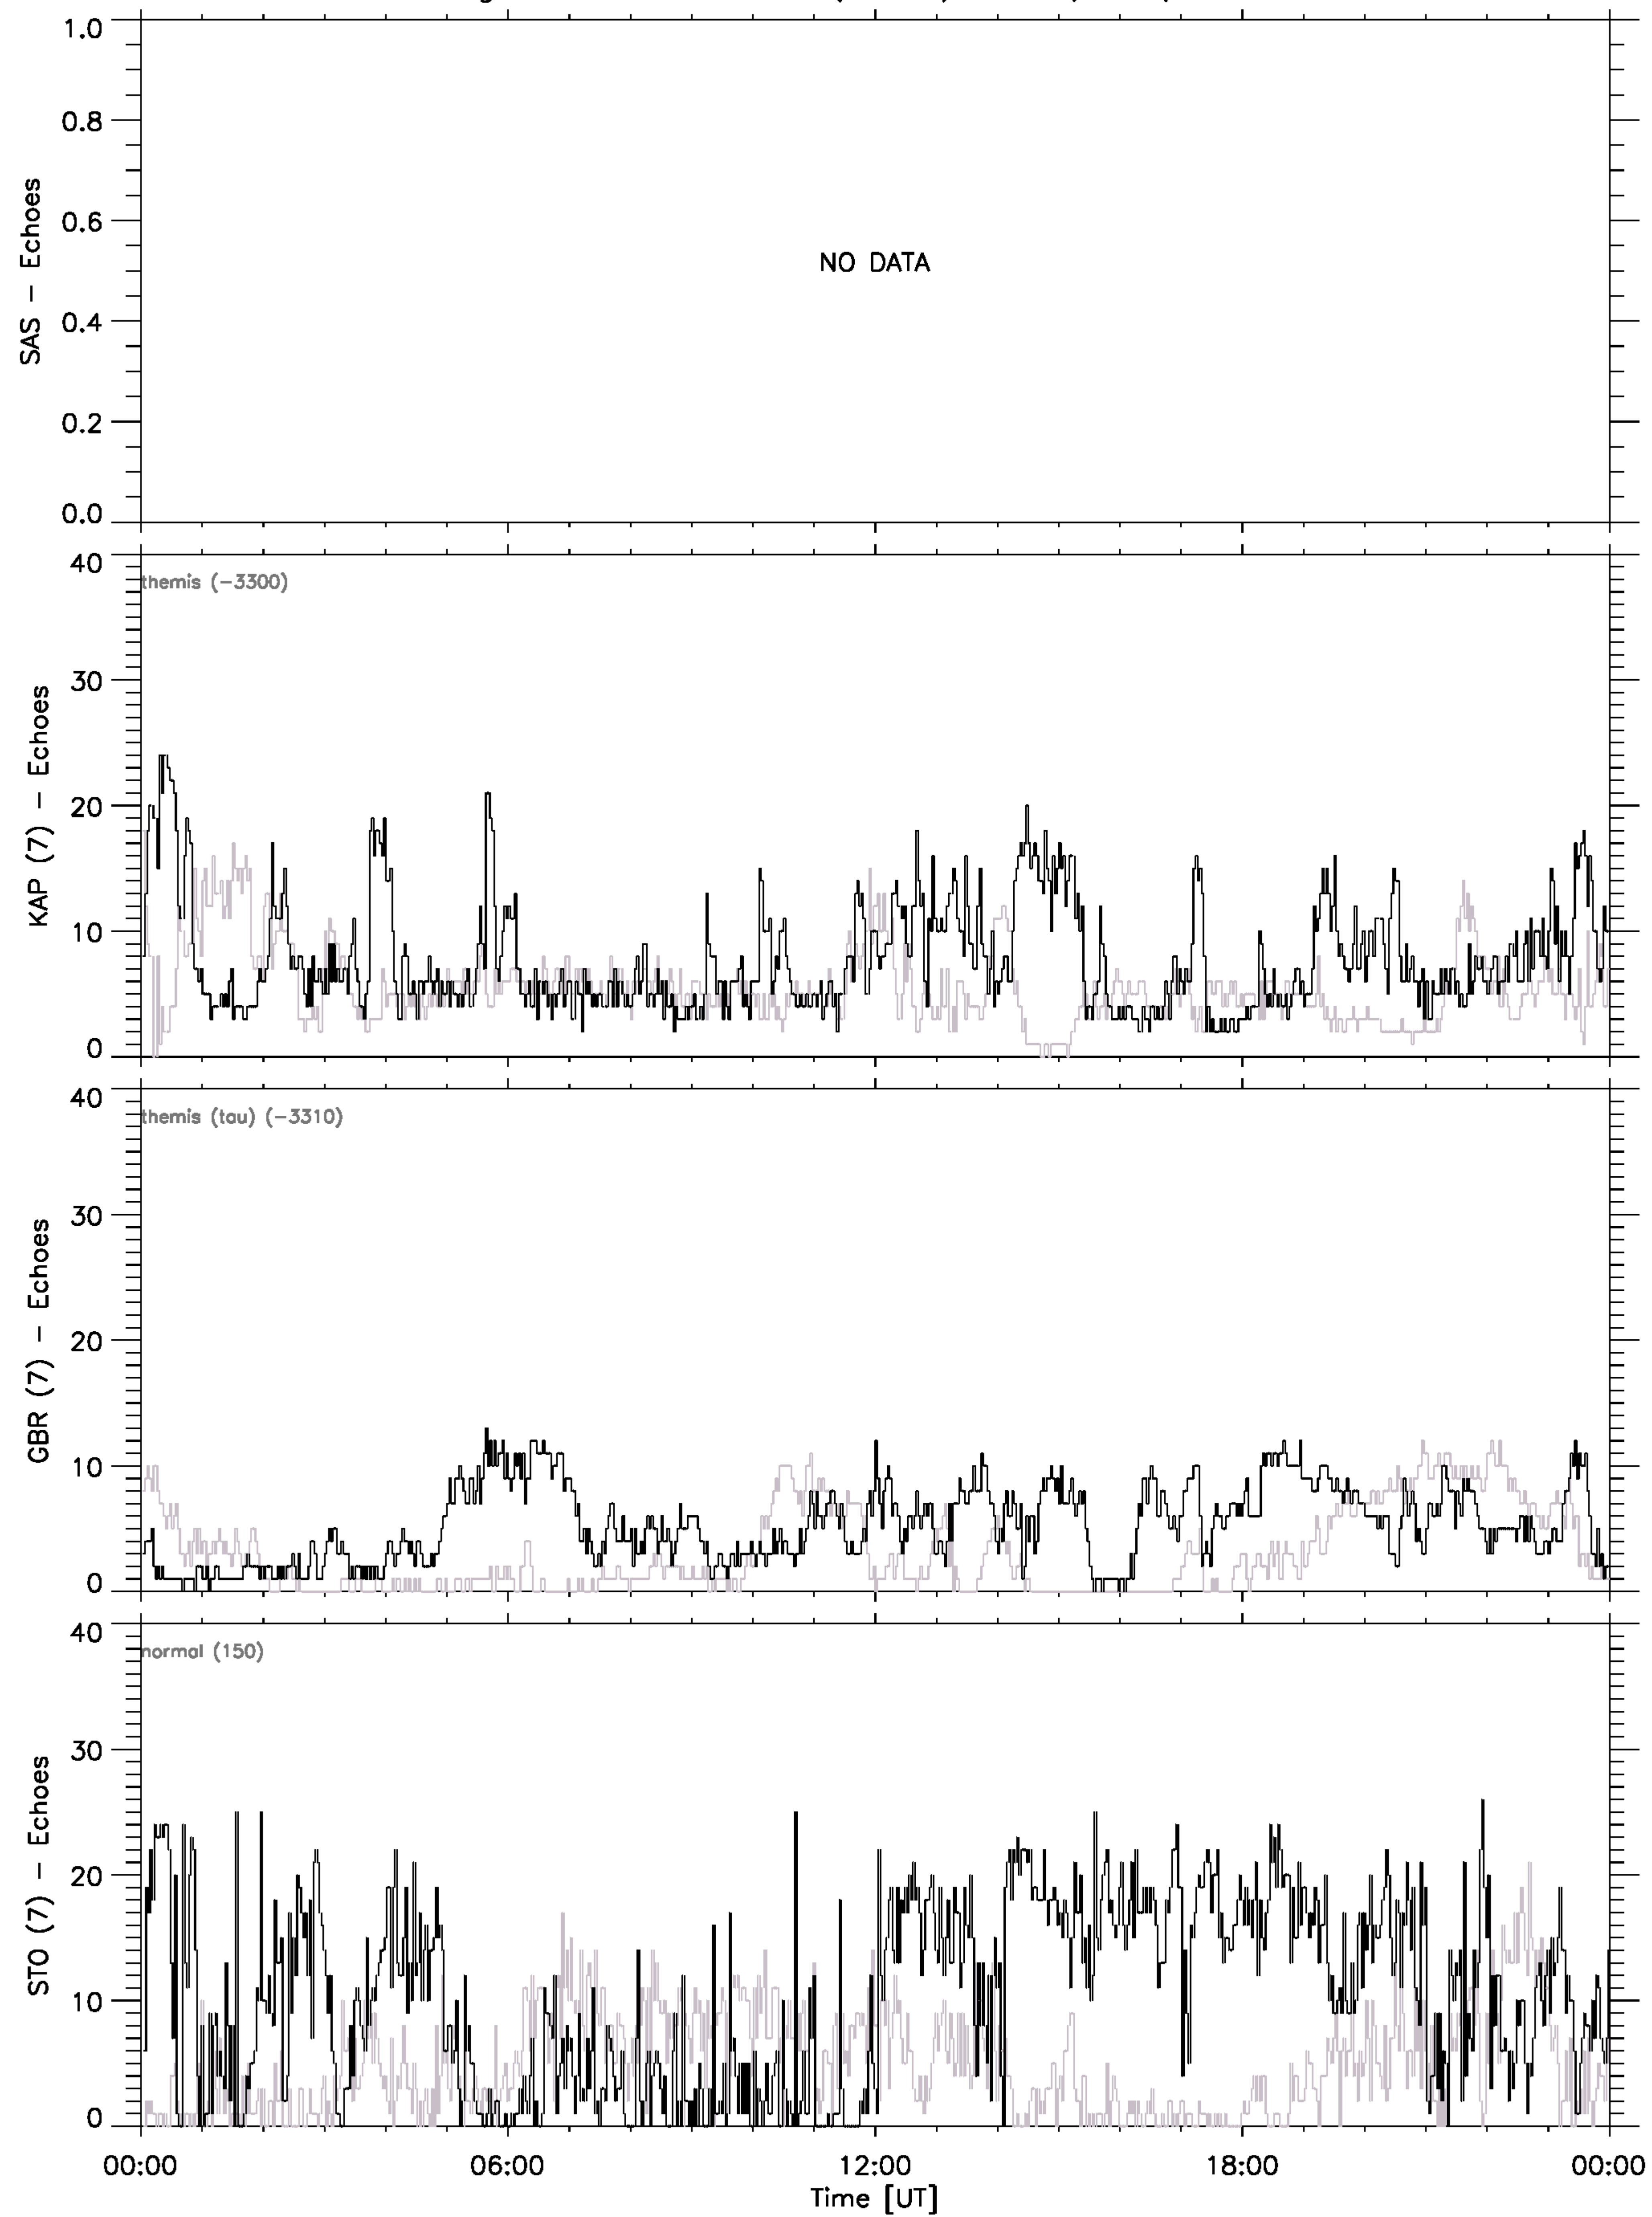 1.0
0.8
0.6
0.4
0.2
0.0
SAS - Echoes
NO DATA
40
30
20
10
0
KAP (7) - Echoes
themis (-3300)
40
30
20
10
0
GBR (7) - Echoes
themis (tau) (-3310)
40
30
20
10
0
STO (7) - Echoes
normal (150)
00:00 06:00 12:00 18:00 00:00
Time [UT]